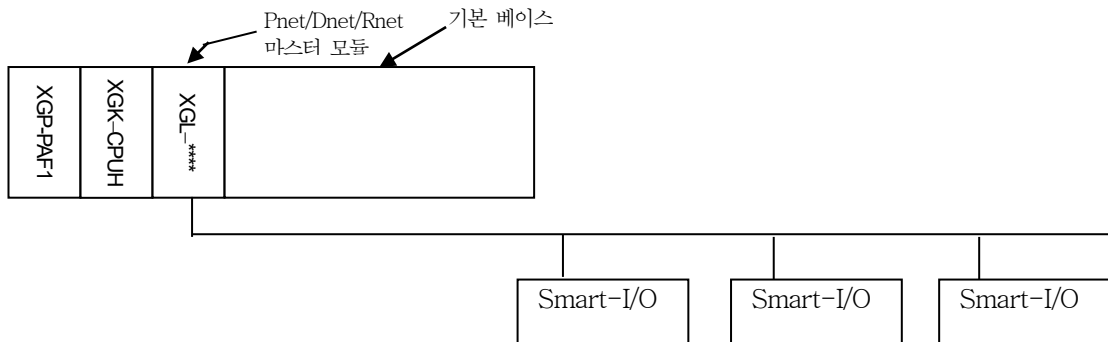 Pnet/Dnet/Rnet
마스터 모듈
기본 베이스
XGP-PAF1
XGK-CPUH
XGL_****
Smart-I/O
Smart-I/O
Smart-I/O